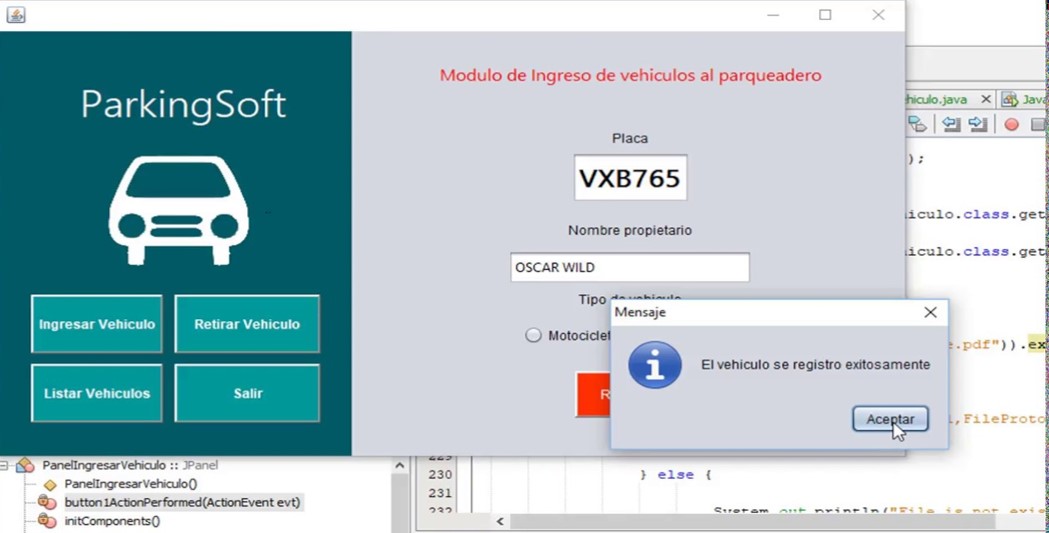 ParkingSoft
Ingresar Vehiculo
Retirar Vehiculo
Listar Vehiculos
Salir
Modulo de Ingreso de vehiculos al parqueadero
Placa
VXB765
Nombre propietario
OSCAR WILD
Tipo de vehiculo
Motociclet
R
Mensaje
El vehiculo se registro exitosamente
Aceptar
hiculo.java
Java
);
iculo.class.get
iculo.class.get
e.pdf")).ex
,FileProto
PanelIngresarVehiculo :: JPanel
PanelIngresarVehiculo()
button1ActionPerformed(ActionEvent evt)
initComponents()
229
230 } else {
231
232 System.out.println("File is not exis